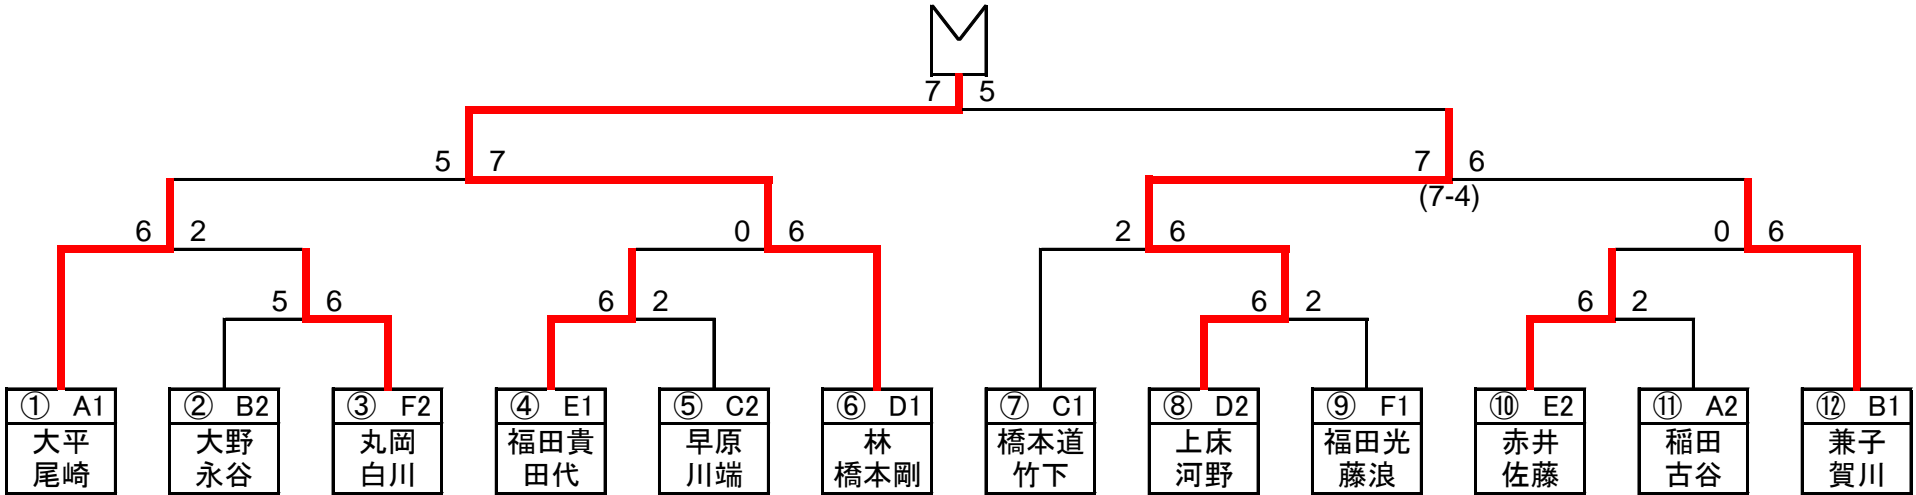 7 5
5 7
7 6
(7-4)
6 2
0 6
2 6
0 6
5 6
6 2
6 2
6 2
① A1
大平
尾崎
② B2
大野
永谷
③ F2
丸岡
白川
④ E1
福田貴
田代
⑤ C2
早原
川端
⑥ D1
林
橋本剛
⑦ C1
橋本道
竹下
⑧ D2
上床
河野
⑨ F1
福田光
藤浪
⑩ E2
赤井
佐藤
⑪ A2
稲田
古谷
⑫ B1
兼子
賀川